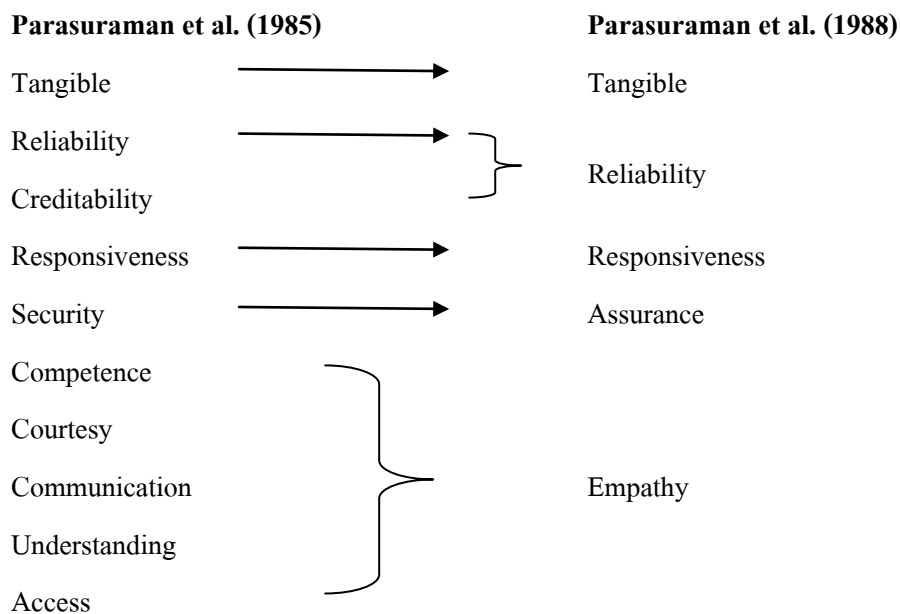 Parasuraman et al. (1985) Parasuraman et al. (1988)
Tangible Tangible
Reliability
Reliability
Creditability
Responsiveness Responsiveness
Security Assurance
Competence
Courtesy
Communication Empathy
Understanding
Access